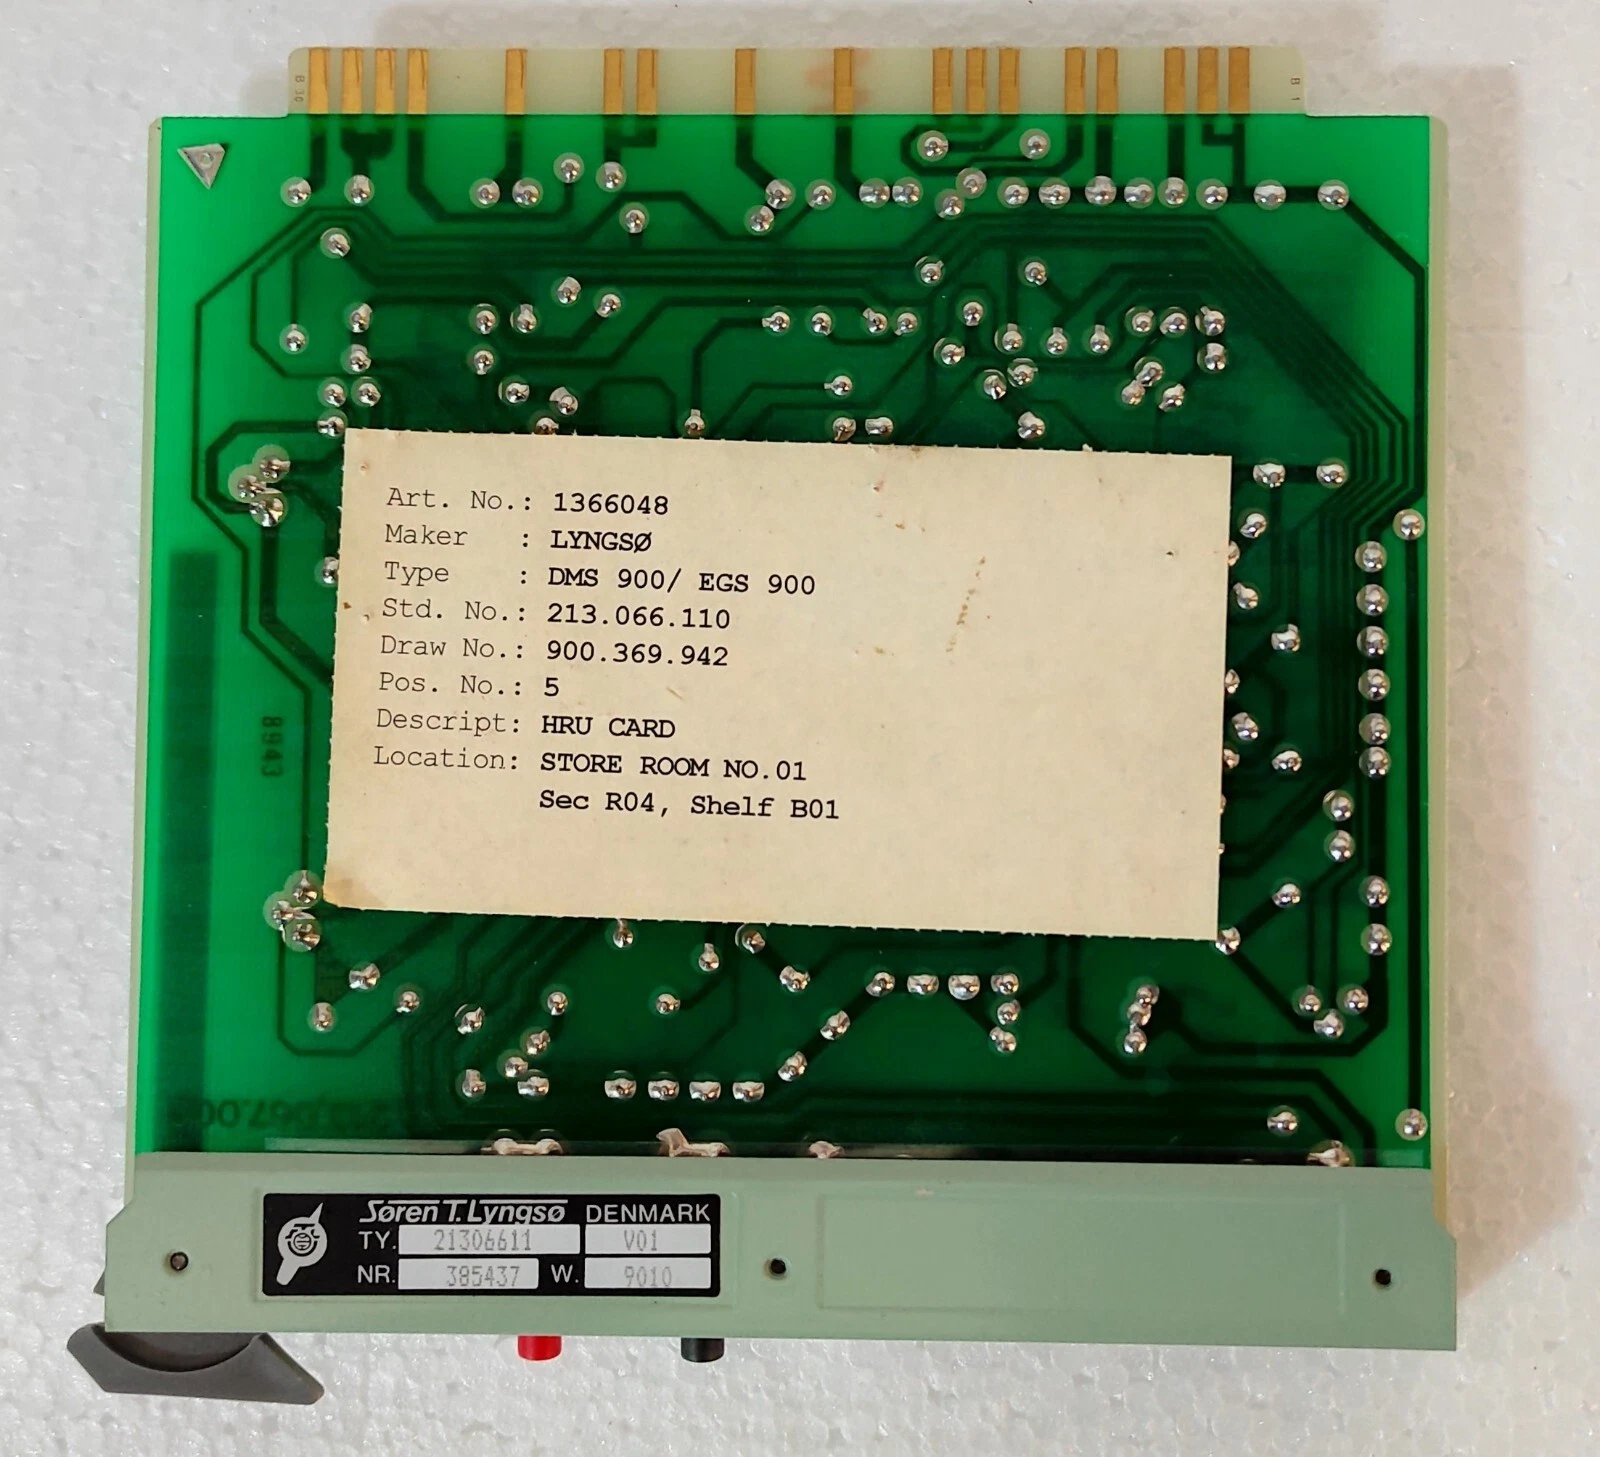 B 30
B 1
Art. No.: 1366048
Maker : LYNGSØ
Type : DMS 900/ EGS 900
Std. No.: 213.066.110
Draw No.: 900.369.942
Pos. No.: 5
Descript: HRU CARD
Location: STORE ROOM NO.01
Sec R04, Shelf B01
8943
Søren T. Lyngsø DENMARK
TY. 21306611 V01
NR. 385437 W. 9010